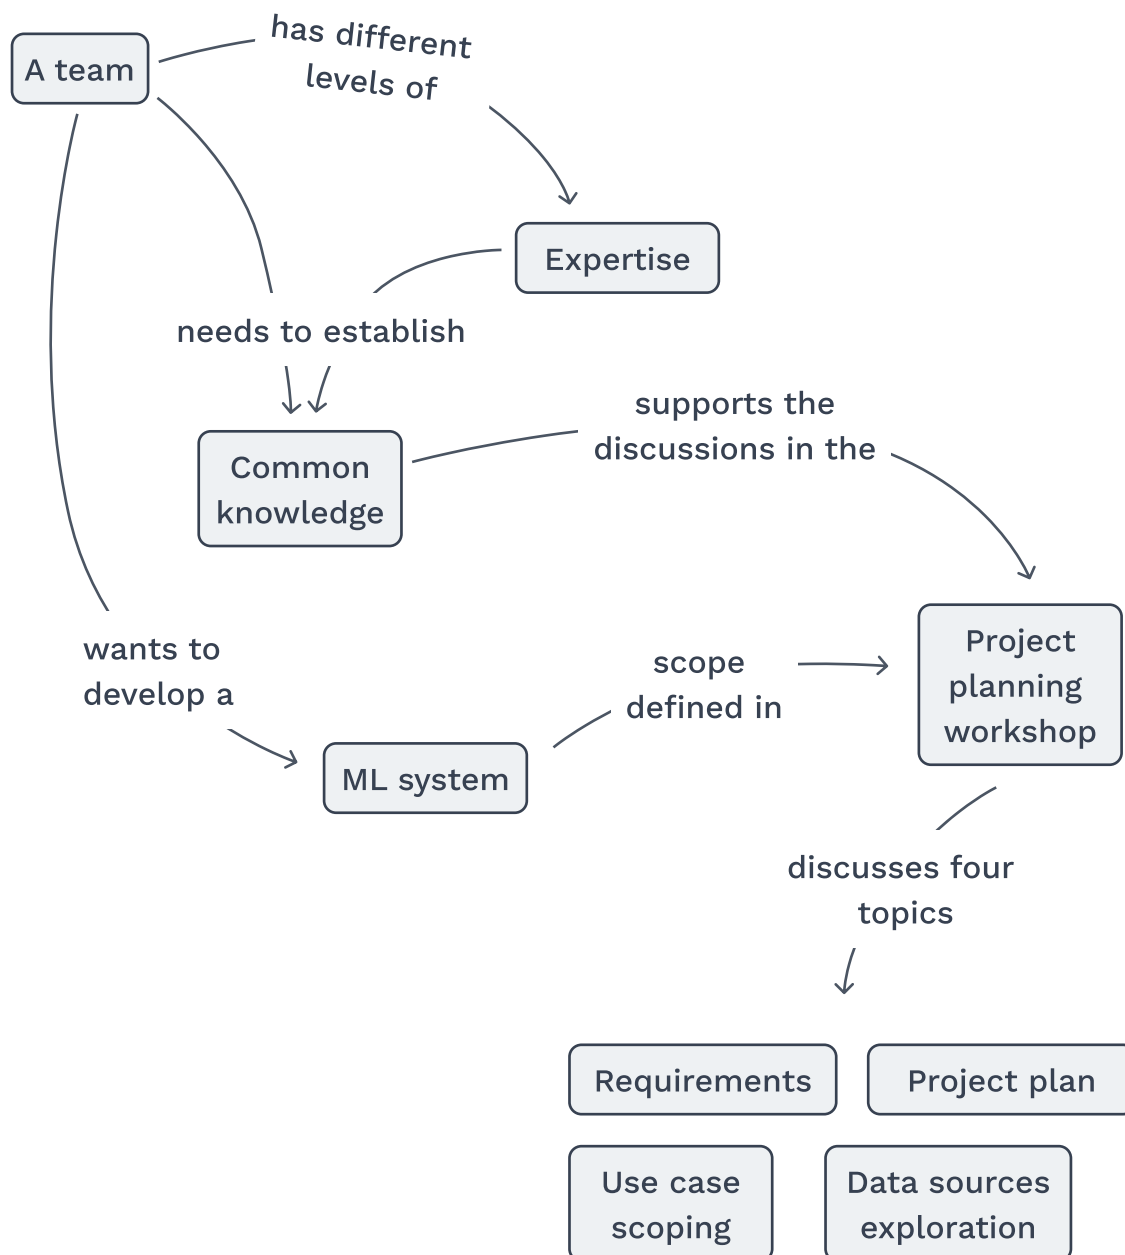 has different
levels of
A team
Expertise
needs to establish
supports the
discussions in the
Common
knowledge
Project
planning
workshop
wants to
develop a
scope
defined in
ML system
discusses four
topics
Requirements
Project plan
Use case
scoping
Data sources
exploration